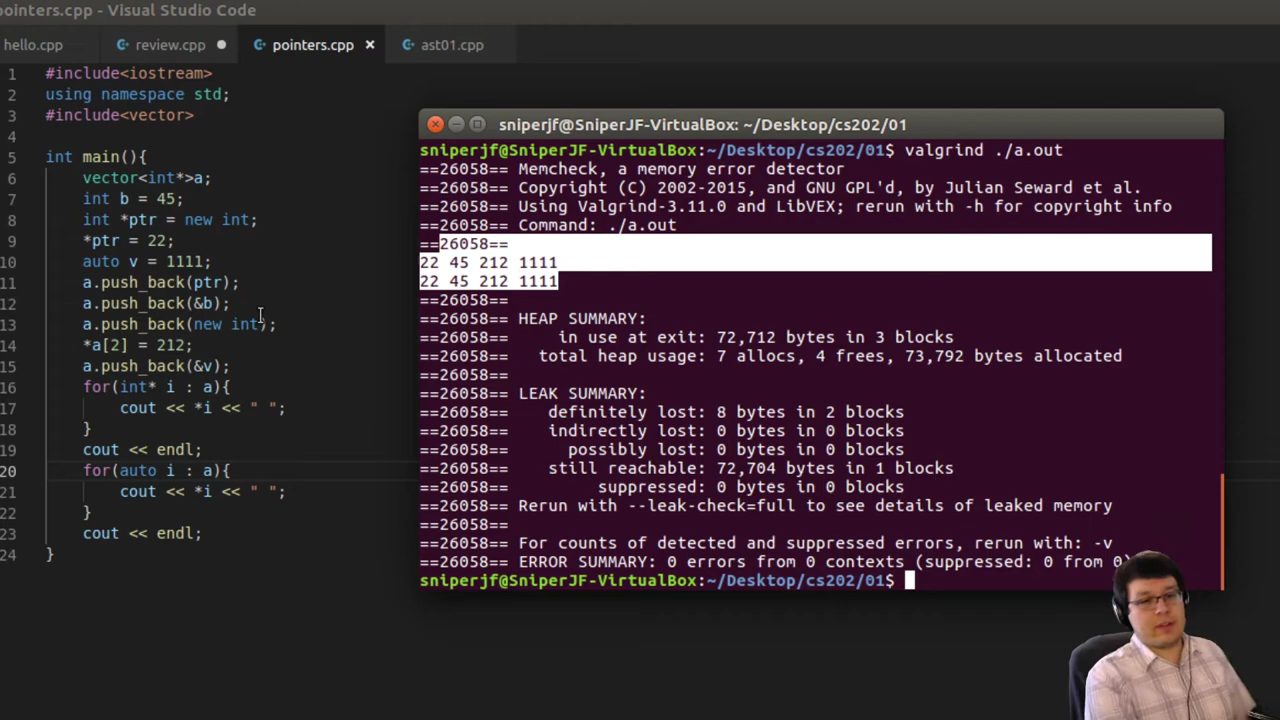 pointers.cpp - Visual Studio Code
hello.cpp review.cpp pointers.cpp × ast01.cpp
1 #include<iostream>
2 using namespace std;
3 #include<vector>
4
5 int main(){
6 vector<int*>a;
7 int b = 45;
8 int *ptr = new int;
9 *ptr = 22;
10 auto v = 1111;
11 a.push_back(ptr);
12 a.push_back(&b);
13 a.push_back(new int);
14 *a[2] = 212;
15 a.push_back(&v);
16 for(int* i : a){
17 cout << *i << " ";
18 }
19 cout << endl;
20 for(auto i : a){
21 cout << *i << " ";
22 }
23 cout << endl;
24 }
sniperjf@SniperJF-VirtualBox: ~/Desktop/cs202/01
sniperjf@SniperJF-VirtualBox:~/Desktop/cs202/01$ valgrind ./a.out
==26058== Memcheck, a memory error detector
==26058== Copyright (C) 2002-2015, and GNU GPL'd, by Julian Seward et al.
==26058== Using Valgrind-3.11.0 and LibVEX; rerun with -h for copyright info
==26058== Command: ./a.out
==26058==
22 45 212 1111
22 45 212 1111
==26058==
==26058== HEAP SUMMARY:
==26058== in use at exit: 72,712 bytes in 3 blocks
==26058== total heap usage: 7 allocs, 4 frees, 73,792 bytes allocated
==26058==
==26058== LEAK SUMMARY:
==26058== definitely lost: 8 bytes in 2 blocks
==26058== indirectly lost: 0 bytes in 0 blocks
==26058== possibly lost: 0 bytes in 0 blocks
==26058== still reachable: 72,704 bytes in 1 blocks
==26058== suppressed: 0 bytes in 0 blocks
==26058== Rerun with --leak-check=full to see details of leaked memory
==26058==
==26058== For counts of detected and suppressed errors, rerun with: -v
==26058== ERROR SUMMARY: 0 errors from 0 contexts (suppressed: 0 from 0)
sniperjf@SniperJF-VirtualBox:~/Desktop/cs202/01$